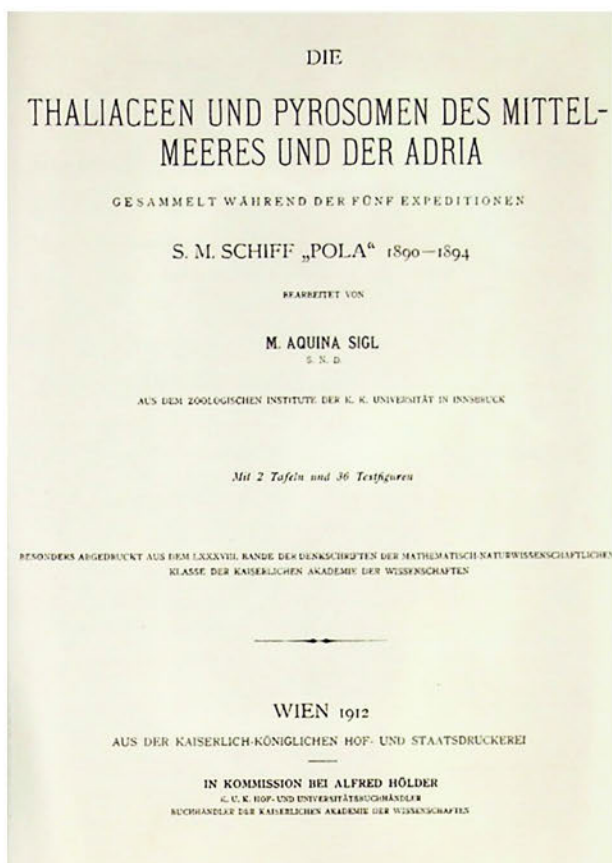 DIE
THALIACEEN UND PYROSOMEN DES MITTEL-
MEERES UND DER ADRIA
GESAMMELT WÄHREND DER FÜNF EXPEDITIONEN
S. M. SCHIFF „POLA“ 1890—1894
BEARBEITET VON
M. AQUINA SIGL
S. N. D.
AUS DEM ZOOLOGISCHEN INSTITUTE DER K. K. UNIVERSITÄT IN INNSBRUCK
Mit 2 Tafeln und 36 Textfiguren
BESONDERS ABGEDRUCKT AUS DEM LXXXVIII. BANDE DER DENKSCHRIFTEN DER MATHEMATISCH-NATURWISSENSCHAFTLICHEN
KLASSE DER KAISERLICHEN AKADEMIE DER WISSENSCHAFTEN
WIEN 1912
AUS DER KAISERLICH-KÖNIGLICHEN HOF- UND STAATSDRUCKEREI
IN KOMMISSION BEI ALFRED HÖLDER
K. U. K. HOF- UND UNIVERSITÄTSBUCHHÄNDLER
BUCHHÄNDLER DER KAISERLICHEN AKADEMIE DER WISSENSCHAFTEN